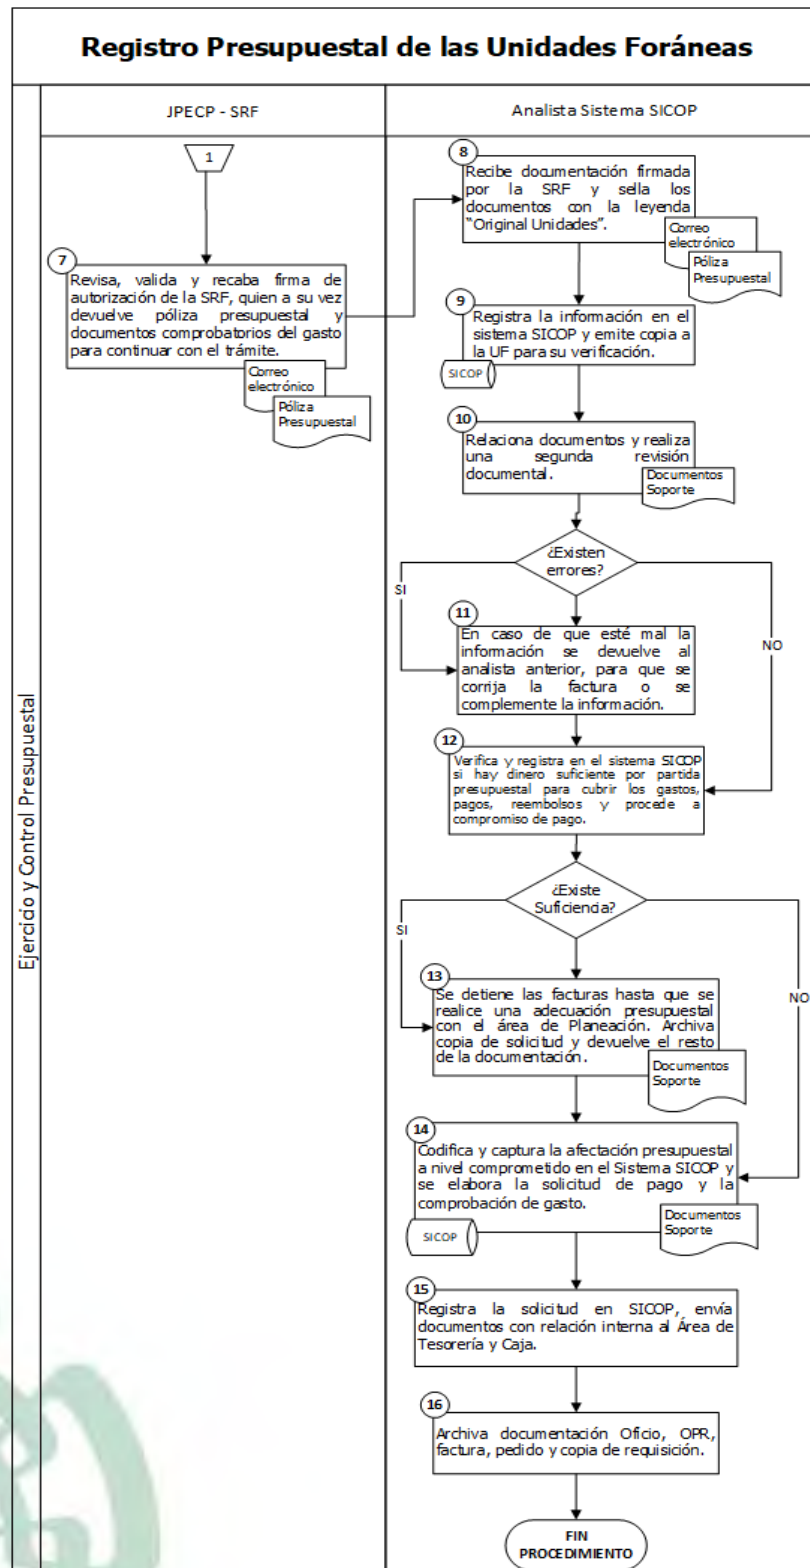 Registro Presupuestal de las Unidades Foráneas
JPECP - SRF
Analista Sistema SICOP
Ejercicio y Control Presupuestal
1
7
Revisa, valida y recaba firma de
autorización de la SRF, quien a su vez
devuelve póliza presupuestal y
documentos comprobatorios del gasto
para continuar con el trámite.
Correo
electrónico
Póliza
Presupuestal
8
Recibe documentación firmada
por la SRF y sella los
documentos con la leyenda
“Original Unidades”.
Correo
electrónico
Póliza
Presupuestal
9
Registra la información en el
sistema SICOP y emite copia a
la UF para su verificación.
SICOP
10
Relaciona documentos y realiza
una segunda revisión
documental.
Documentos
Soporte
¿Existen
errores?
SI
NO
11
En caso de que esté mal la
información se devuelve al
analista anterior, para que se
corrija la factura o se
complemente la información.
12
Verifica y registra en el sistema SICOP
si hay dinero suficiente por partida
presupuestal para cubrir los gastos,
pagos, reembolsos y procede a
compromiso de pago.
¿Existe
Suficiencia?
SI
NO
13
Se detiene las facturas hasta que se
realice una adecuación presupuestal
con el área de Planeación. Archiva
copia de solicitud y devuelve el resto
de la documentación.
Documentos
Soporte
14
Codifica y captura la afectación presupuestal
a nivel comprometido en el Sistema SICOP y
se elabora la solicitud de pago y la
comprobación de gasto.
SICOP
Documentos
Soporte
15
Registra la solicitud en SICOP, envía
documentos con relación interna al Área de
Tesorería y Caja.
16
Archiva documentación Oficio, OPR,
factura, pedido y copia de requisición.
FIN
PROCEDIMIENTO